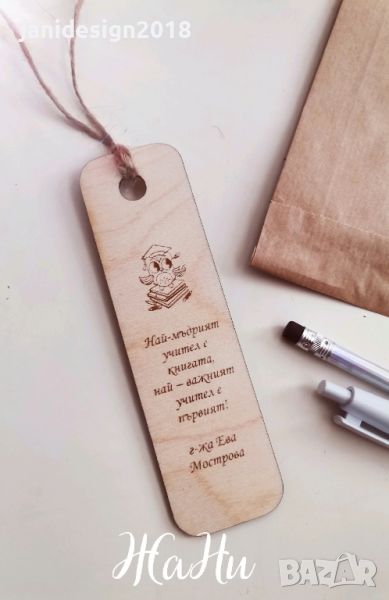 janidesign2018
Най-мъдрият
учител е
книгата,
най – важният
учител е
първият!
г-жа Ева
Мострова
ЖаНи
BAZAR